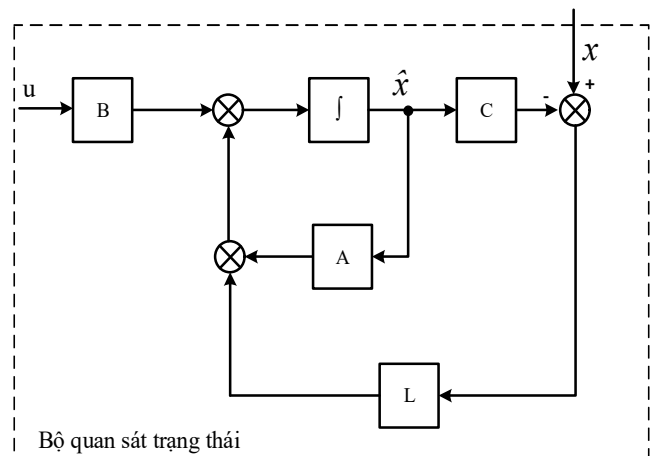 x
u
x̂
+
B
∫
C
-
A
L
Bộ quan sát trạng thái